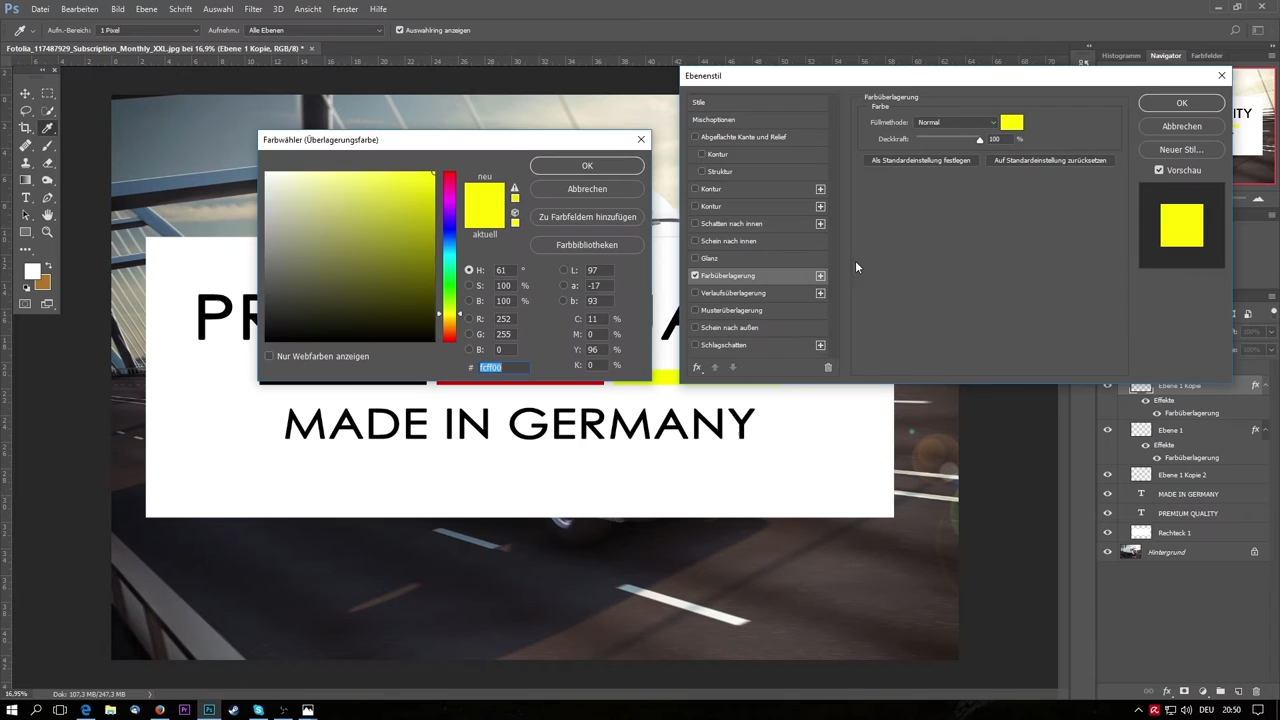 Ps Datei Bearbeiten Bild Ebene Schrift Auswahl Filter 3D Ansicht Fenster Hilfe
Aufn.-Bereich: 1 Pixel Aufnehm.: Alle Ebenen Auswahlring anzeigen
Fotolia_117487929_Subscription_Monthly_XXL.jpg bei 16,9% (Ebene 1 Kopie, RGB/8) * ×
Histogramm Navigator Farbfelder
Ebenenstil
Stile
Mischoptionen
Abgeflachte Kante und Relief
Kontur
Struktur
Kontur
Kontur
Schatten nach innen
Schein nach innen
Glanz
Farbüberlagerung
Verlaufsüberlagerung
Musterüberlagerung
Schein nach außen
Schlagschatten
fx
Farbüberlagerung
Farbe
Füllmethode: Normal
Deckkraft: 100 %
Als Standardeinstellung festlegen Auf Standardeinstellung zurücksetzen
OK
Abbrechen
Neuer Stil...
Vorschau
Farbwähler (Überlagerungsfarbe)
neu
aktuell
OK
Abbrechen
Zu Farbfeldern hinzufügen
Farbbibliotheken
H: 61 ° L: 97
S: 100 % a: -17
B: 100 % b: 93
R: 252 C: 11 %
G: 255 M: 0 %
B: 0 Y: 96 %
# fcff00 K: 0 %
Nur Webfarben anzeigen
MADE IN GERMANY
Ebene 1 Kopie fx
Effekte
Farbüberlagerung
Ebene 1 fx
Effekte
Farbüberlagerung
Ebene 1 Kopie 2
T MADE IN GERMANY
T PREMIUM QUALITY
Rechteck 1
Hintergrund
16,95% Dok: 107,3 MB/247,3 MB
DEU 20:50